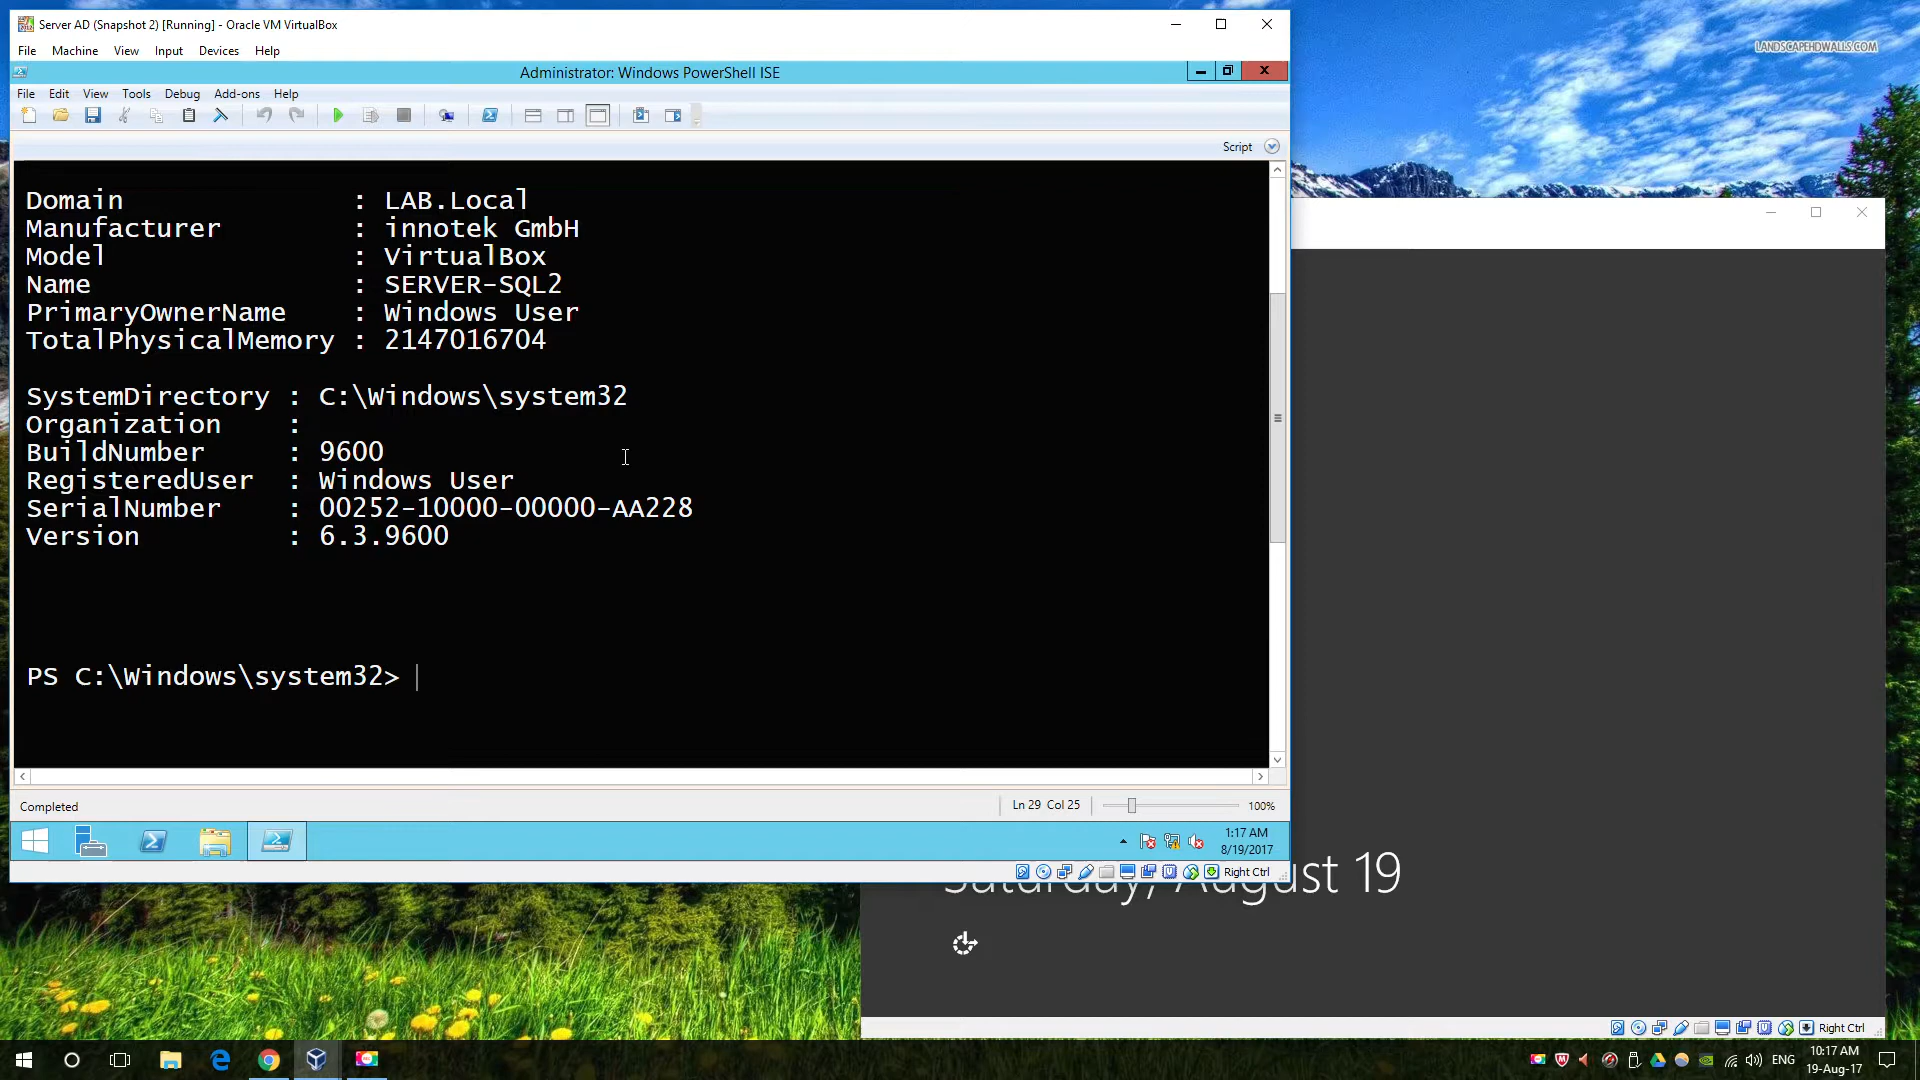 Server AD (Snapshot 2) [Running] - Oracle VM VirtualBox
File Machine View Input Devices Help
LANDSCAPEHDWALLS.COM
Administrator: Windows PowerShell ISE
File Edit View Tools Debug Add-ons Help
Script
Domain : LAB.Local
Manufacturer : innotek GmbH
Model : VirtualBox
Name : SERVER-SQL2
PrimaryOwnerName : Windows User
TotalPhysicalMemory : 2147016704
SystemDirectory : C:\Windows\system32
Organization :
BuildNumber : 9600
RegisteredUser : Windows User
SerialNumber : 00252-10000-00000-AA228
Version : 6.3.9600
PS C:\Windows\system32>
Completed
Ln 29 Col 25
100%
1:17 AM
8/19/2017
Right Ctrl
Saturday, August 19
Right Ctrl
ENG
10:17 AM
19-Aug-17